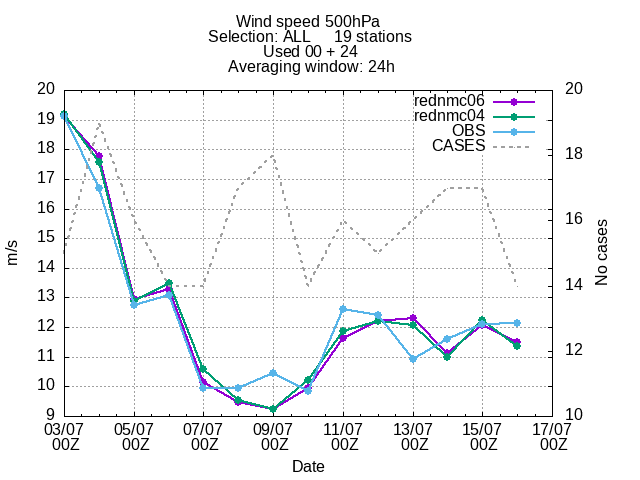 Wind speed 500hPa
Selection: ALL 19 stations
Used 00 + 24
Averaging window: 24h
rednmc06
rednmc04
OBS
CASES
20
19
18
17
16
15
14
13
12
11
10
9
m/s
20
18
16
14
12
10
No cases
03/07 05/07 07/07 09/07 11/07 13/07 15/07 17/07
00Z 00Z 00Z 00Z 00Z 00Z 00Z 00Z
Date